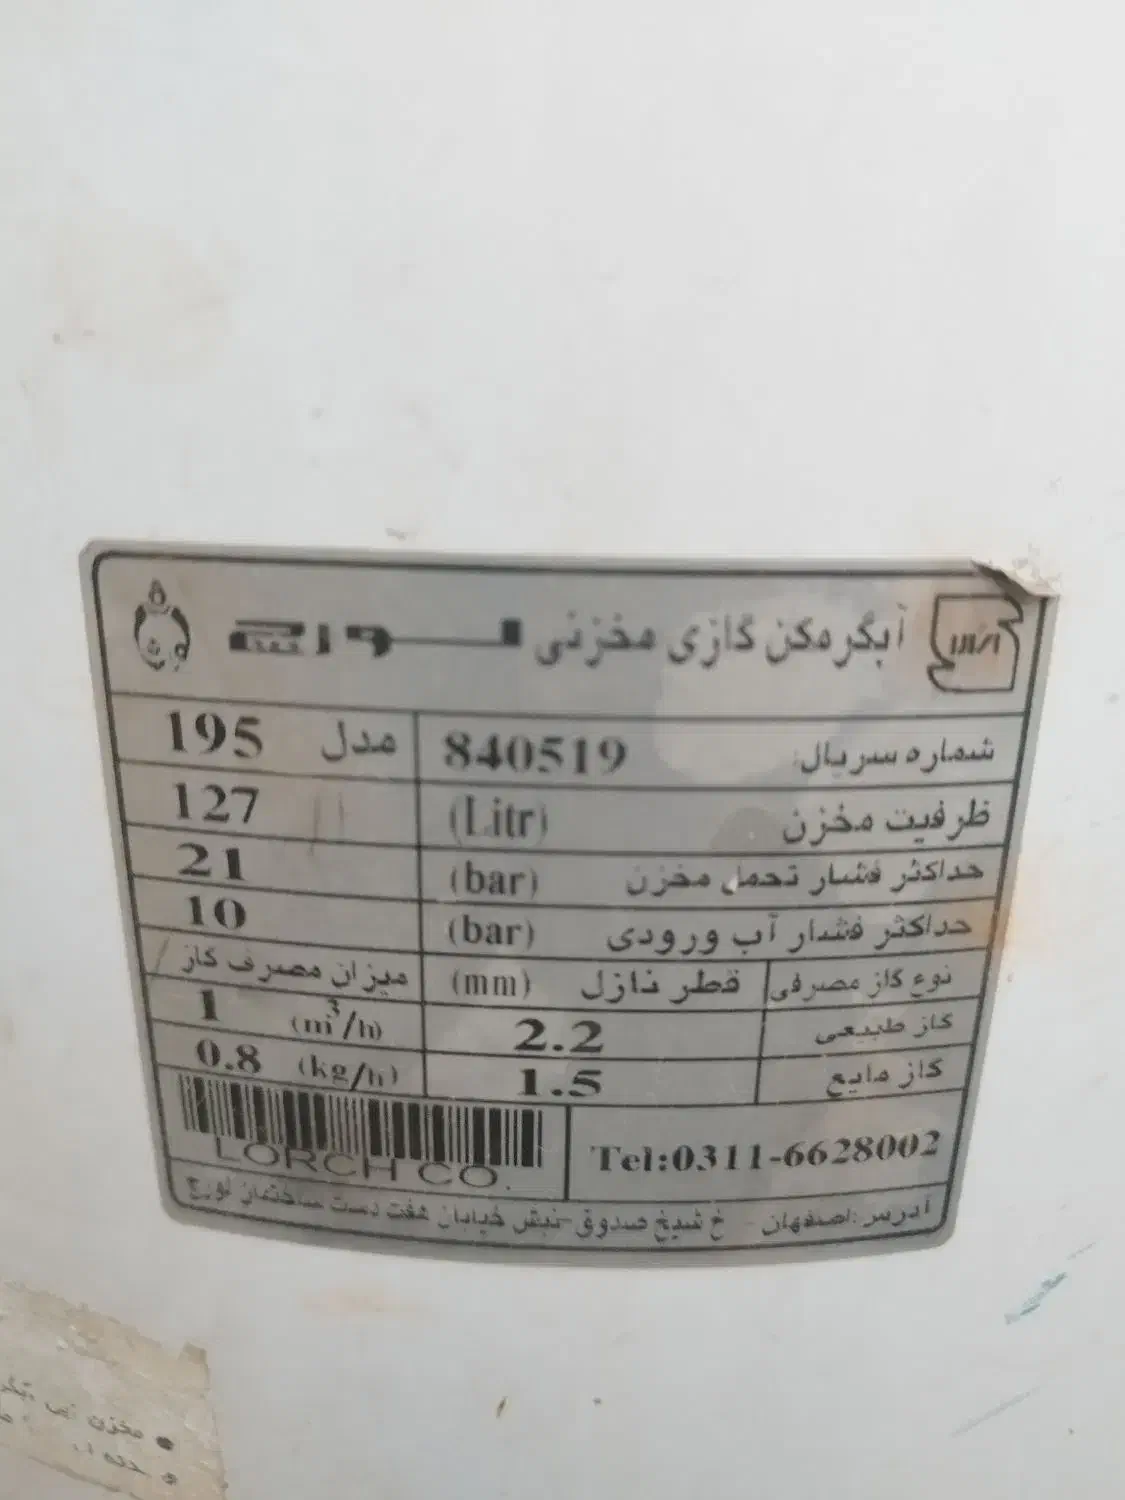 آبگرمکن گازی مخزنی لورچ
شماره سریال: 840519 مدل 195
ظرفیت مخزن (Litr) 127
حداکثر فشار تحمل مخزن (bar) 21
حداکثر فشار آب ورودی (bar) 10
نوع گاز مصرفی قطر نازل (mm) میزان مصرف گاز
گاز طبیعی 2.2 (m³/h) 1
گاز مایع 1.5 (kg/h) 0.8
Tel:0311-6628002
LORCH CO.
آدرس: اصفهان - خ شیخ صدوق - نبش خیابان هفت دست ساختمان لورچ
مخزن